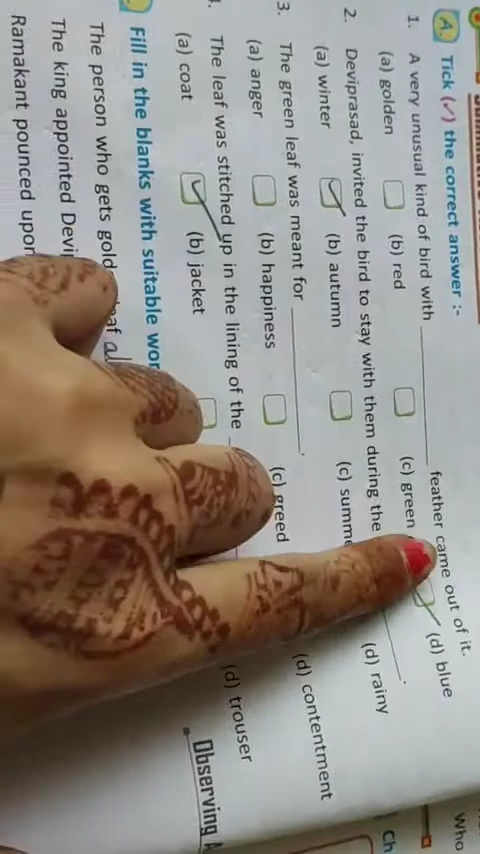 A. Tick (✓) the correct answer :-
1. A very unusual kind of bird with ________ feather came out of it.
(a) golden (b) red (c) green (d) blue
2. Deviprasad, invited the bird to stay with them during the ________.
(a) winter (b) autumn (c) summe (d) rainy
3. The green leaf was meant for ________.
(a) anger (b) happiness (c) greed (d) contentment
The leaf was stitched up in the lining of the
(a) coat (b) jacket (d) trouser
Fill in the blanks with suitable wor
The person who gets gold
The king appointed Devi
Ramakant pounced upon
Observing
Who
Ch